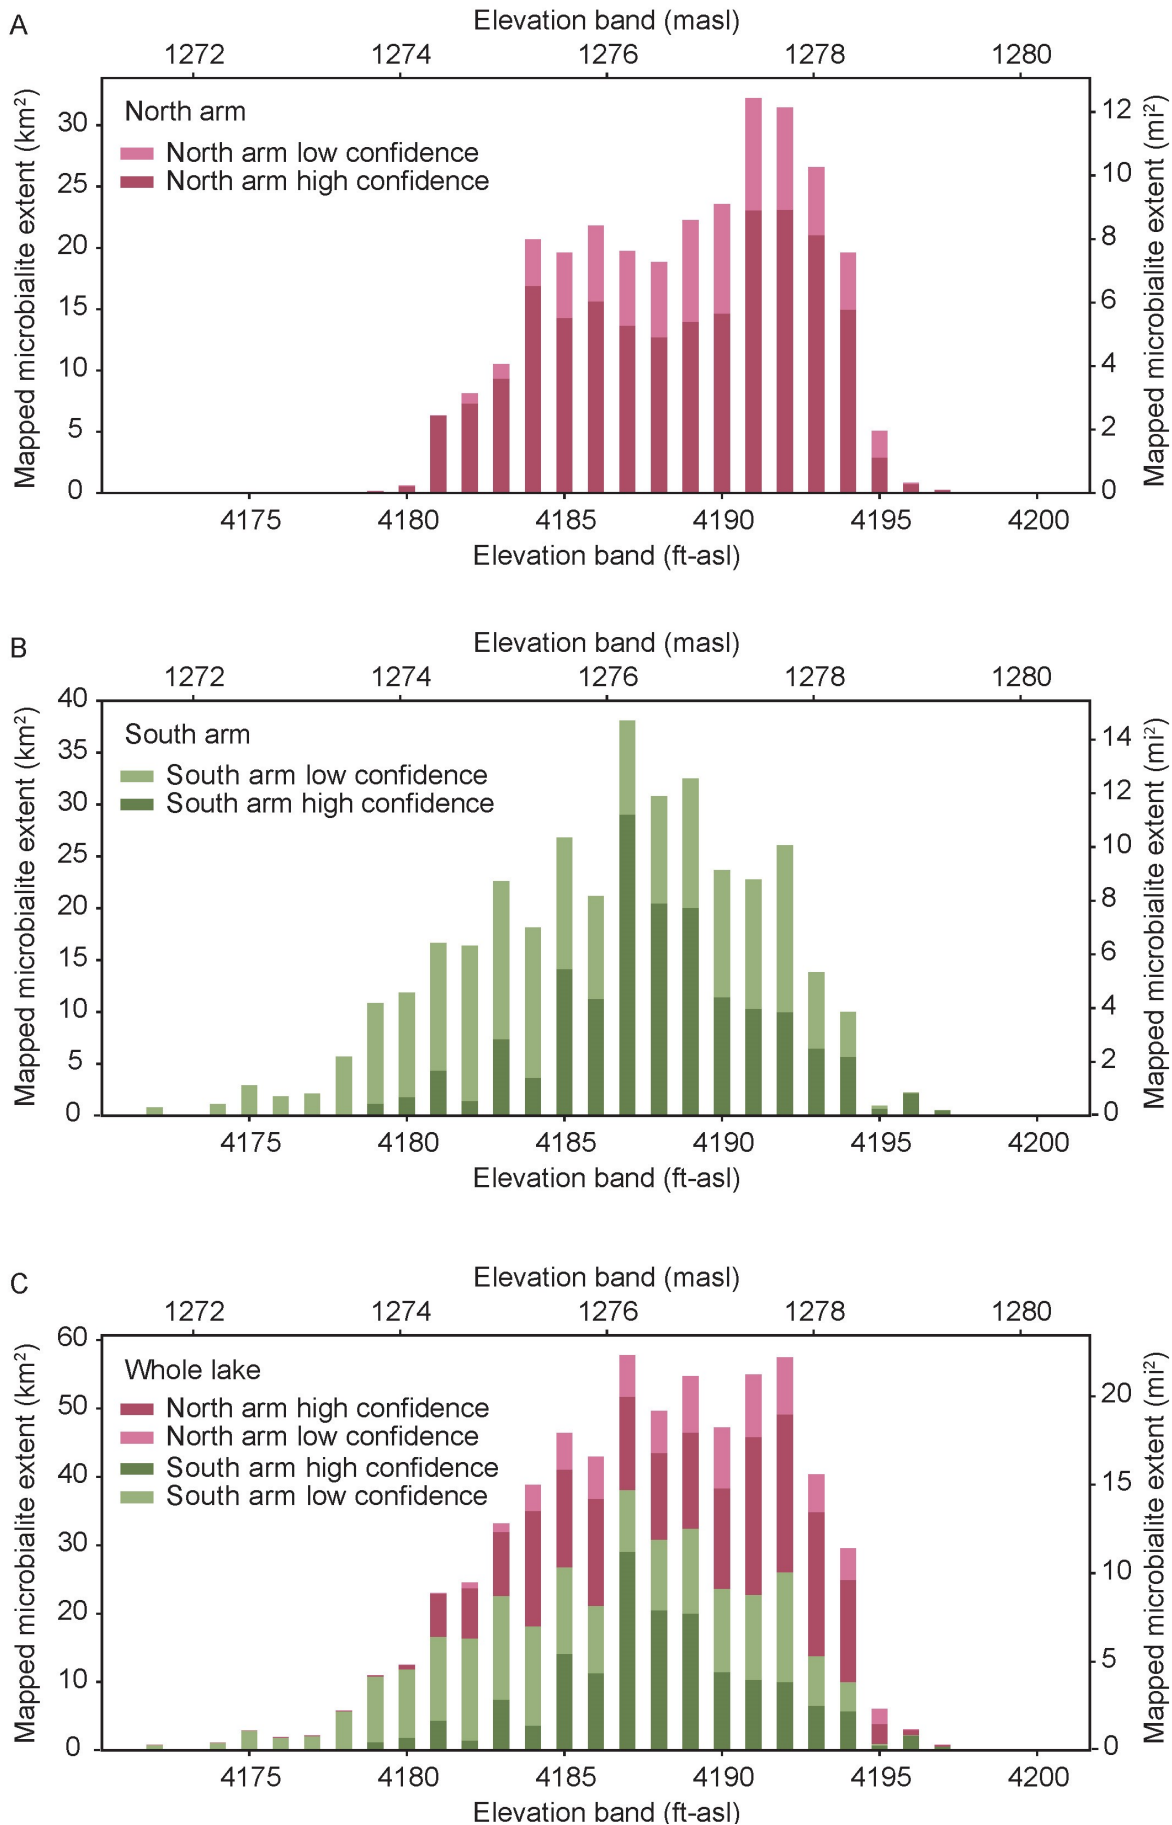 A
Elevation band (masl)
1272 1274 1276 1278 1280
Mapped microbialite extent (km²)
30
25
20
15
10
5
0
North arm
North arm low confidence
North arm high confidence
12
10
8
6
4
2
0
Mapped microbialite extent (mi²)
4175 4180 4185 4190 4195 4200
Elevation band (ft-asl)
B
Elevation band (masl)
1272 1274 1276 1278 1280
Mapped microbialite extent (km²)
40
35
30
25
20
15
10
5
0
South arm
South arm low confidence
South arm high confidence
14
12
10
8
6
4
2
0
Mapped microbialite extent (mi²)
4175 4180 4185 4190 4195 4200
Elevation band (ft-asl)
C
Elevation band (masl)
1272 1274 1276 1278 1280
Mapped microbialite extent (km²)
60
50
40
30
20
10
0
Whole lake
North arm high confidence
North arm low confidence
South arm high confidence
South arm low confidence
20
15
10
5
0
Mapped microbialite extent (mi²)
4175 4180 4185 4190 4195 4200
Elevation band (ft-asl)